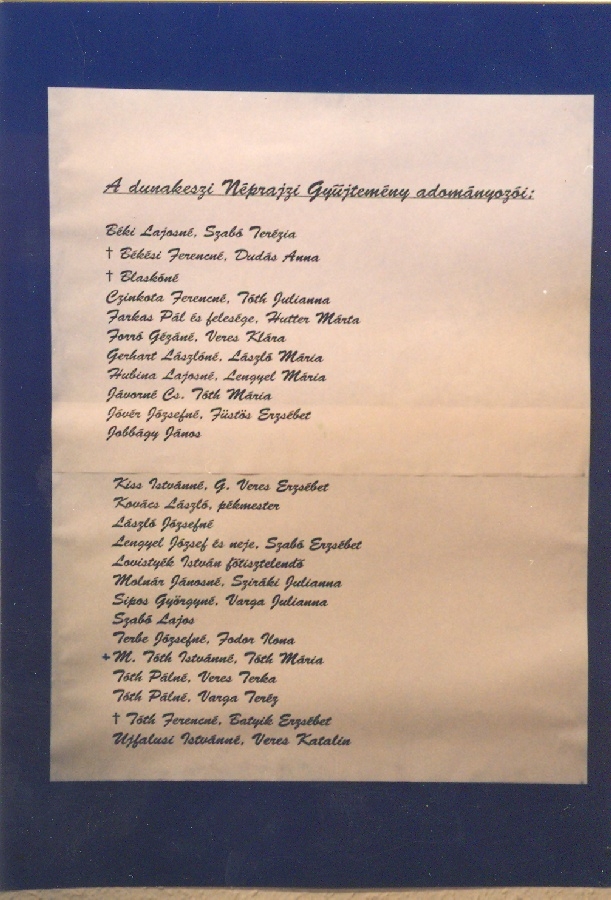 A dunakeszi Néprajzi Gyűjtemény adományozói:
Béki Lajosné, Szabó Terézia
† Békési Ferencné, Dudás Anna
† Blaskóné
Czinkota Ferencné, Tóth Julianna
Farkas Pál és felesége, Hutter Márta
Forró Gézáné, Veres Klára
Gerhart Lászlóné, László Mária
Hubina Lajosné, Lengyel Mária
Jávorné Cs. Tóth Mária
Jóvér Józsefné, Füstös Erzsébet
Jobbágy János
Kiss Istvánné, G. Veres Erzsébet
Kovács László, pékmester
László Józsefné
Lengyel József és neje, Szabó Erzsébet
Lovistyék István főtisztelendő
Molnár Jánosné, Sziráki Julianna
Sipos Györgyné, Varga Julianna
Szabó Lajos
Terbe Józsefné, Fodor Ilona
+ M. Tóth Istvánné, Tóth Mária
Tóth Pálné, Veres Terka
Tóth Pálné, Varga Teréz
† Tóth Ferencné, Batyik Erzsébet
Ujfalusi Istvánné, Veres Katalin